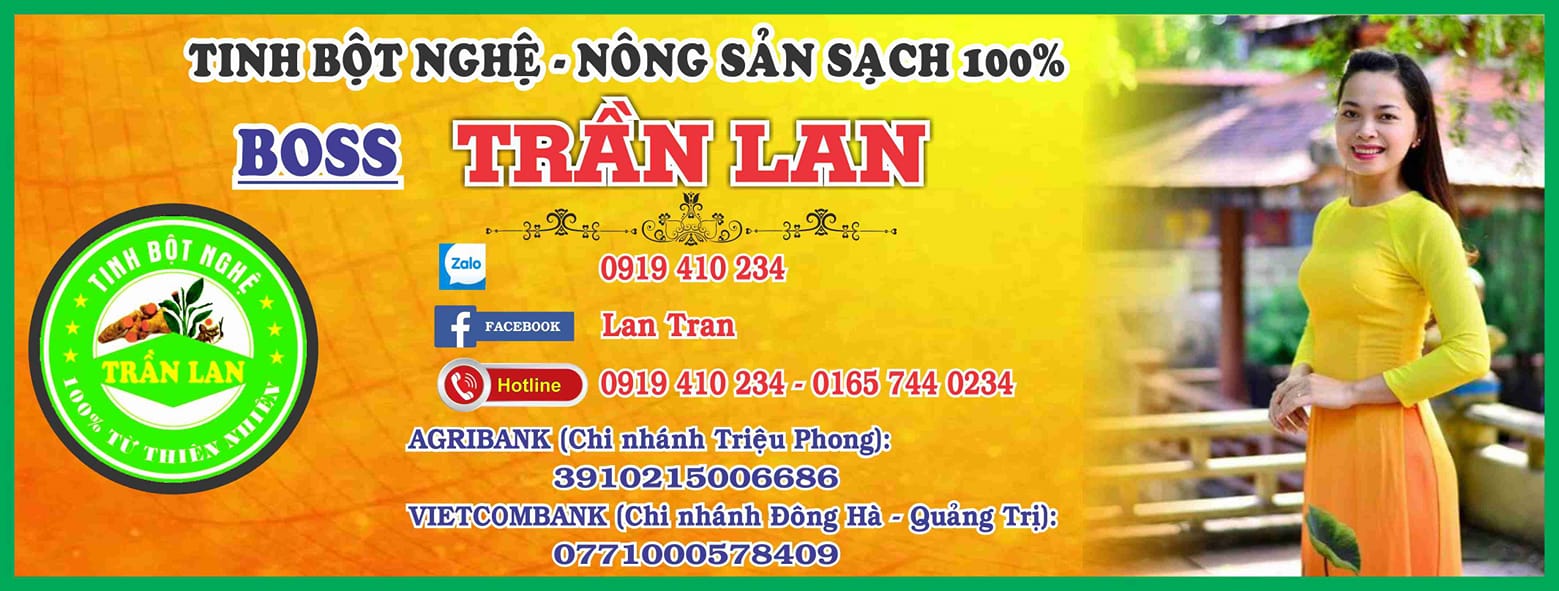 TINH BỘT NGHỆ - NÔNG SẢN SẠCH 100%
BOSS TRẦN LAN
TINH BỘT NGHỆ
TRẦN LAN
100% TỪ THIÊN NHIÊN
Zalo 0919 410 234
f FACEBOOK Lan Tran
Hotline 0919 410 234 - 0165 744 0234
AGRIBANK (Chi nhánh Triệu Phong):
3910215006686
VIETCOMBANK (Chi nhánh Đông Hà - Quảng Trị):
0771000578409